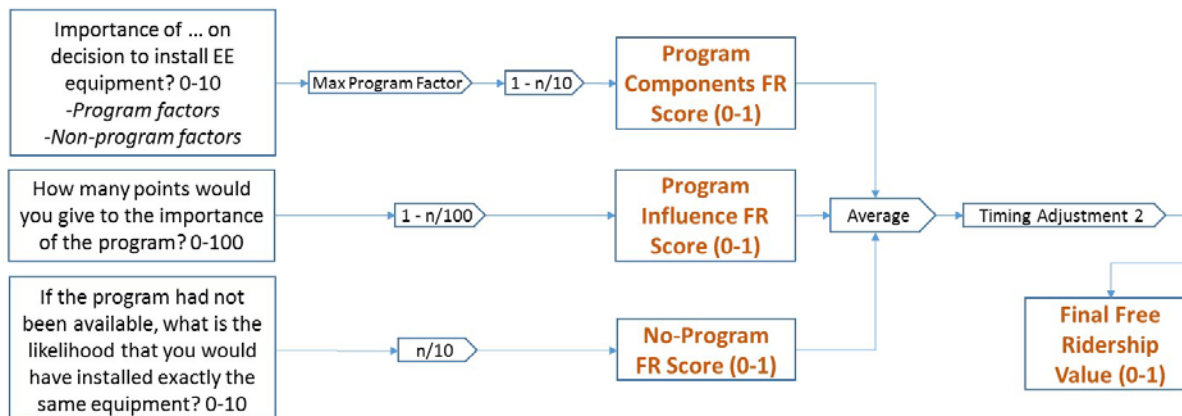 Importance of ... on
decision to install EE
equipment? 0-10
-Program factors
-Non-program factors
Max Program Factor
1 - n/10
Program
Components FR
Score (0-1)
How many points would
you give to the importance
of the program? 0-100
1 - n/100
Program
Influence FR
Score (0-1)
Average
Timing Adjustment 2
If the program had not
been available, what is the
likelihood that you would
have installed exactly the
same equipment? 0-10
n/10
No-Program
FR Score (0-1)
Final Free
Ridership
Value (0-1)